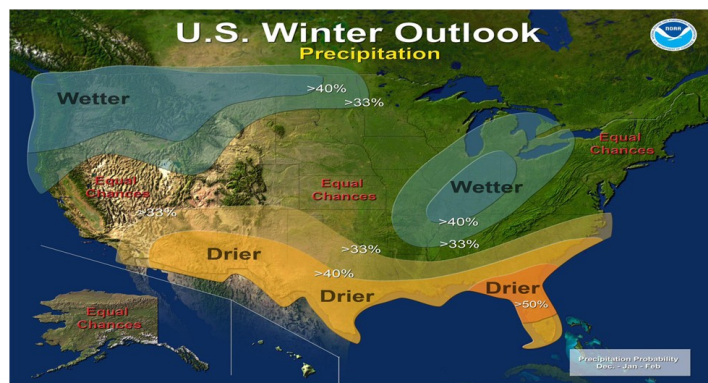 U.S. Winter Outlook
Precipitation
NOAA
Wetter
>40%
>33%
Equal
Chances
Equal
Chances
>33%
Equal
Chances
Wetter
>40%
>33%
Drier
>33%
>40%
Drier
Drier
>50%
Equal
Chances
Precipitation Probability
Dec. - Jan - Feb